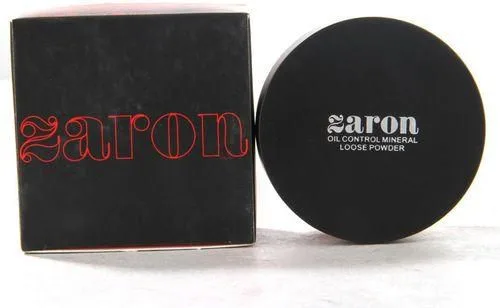 zaron
zaron
OIL CONTROL MINERAL
LOOSE POWDER